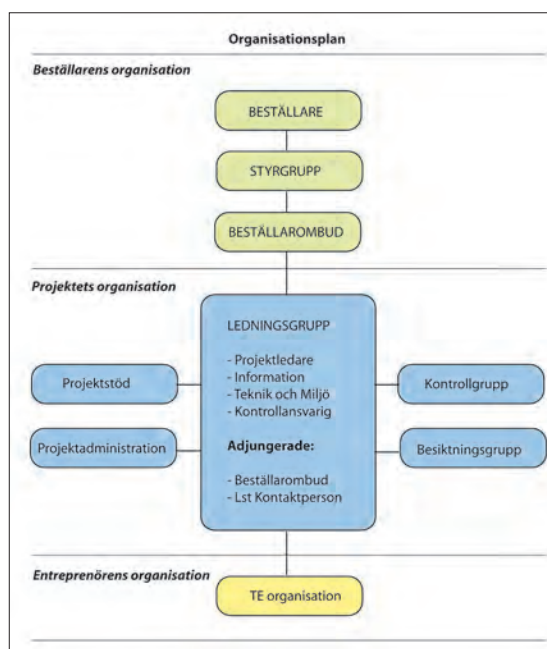 Organisationsplan
Beställarens organisation
BESTÄLLARE
STYRGRUPP
BESTÄLLAROMBUD
Projektets organisation
LEDNINGSGRUPP
- Projektledare
- Information
- Teknik och Miljö
- Kontrollansvarig
Adjungerade:
- Beställarombud
- Lst Kontaktperson
Projektstöd
Projektadministration
Kontrollgrupp
Besiktningsgrupp
Entreprenörens organisation
TE organisation